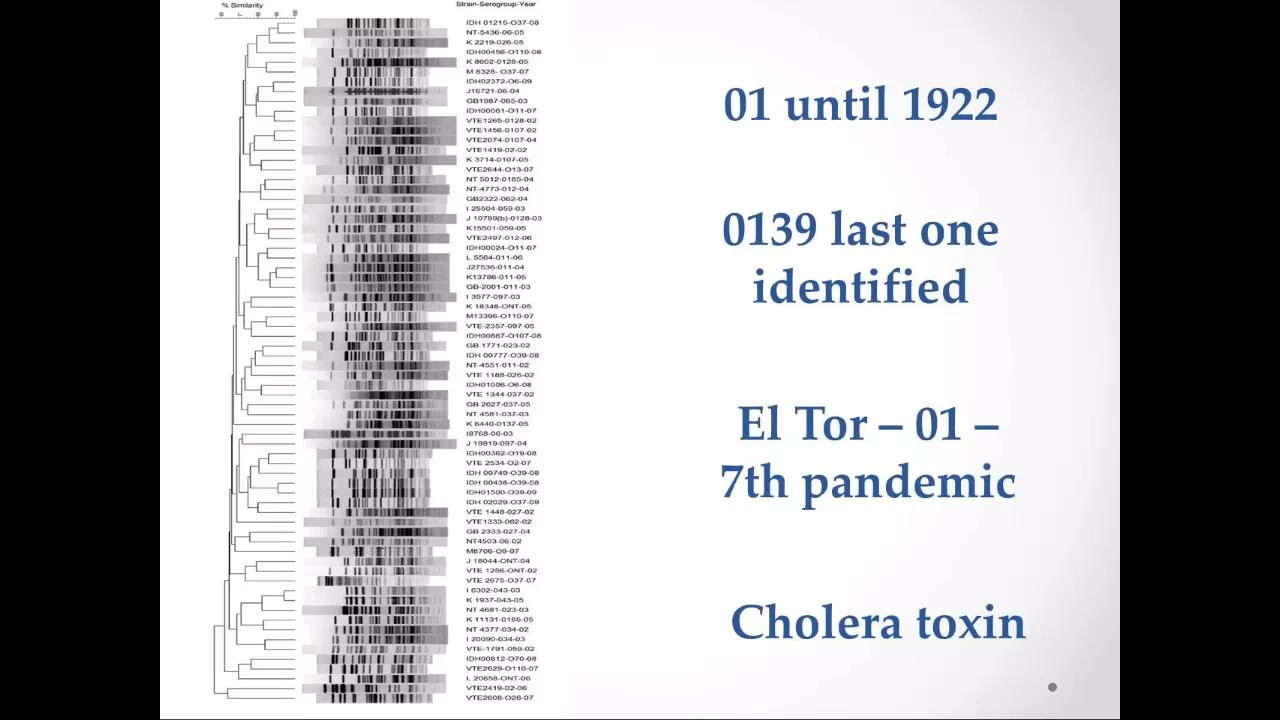 % Similarity
Strain-Serogroup-Year
IDH 01215-O37-08
NT-5436-06-05
K 2219-026-05
IDH00456-O110-08
K 8602-0128-05
M 8328- O37-07
IDH02372-O6-09
J16721-06-04
GB1987-065-03
IDH00061-O11-07
VTE1265-0128-02
VTE1456-0107-02
VTE2074-0107-04
VTE1419-02-02
K 3714-0107-05
VTE2644-O13-07
NT 5012-0185-04
NT-4773-012-04
GB2322-062-04
I 25504-059-03
J 10799(b)-0128-03
K15501-059-05
VTE2497-012-06
IDH00024-O11-07
L 5564-011-06
J27536-011-04
K13786-011-05
GB-2001-011-03
I 3577-097-03
K 18348-ONT-05
M13396-O110-07
VTE-2357-097-05
IDH00867-O107-08
GB 1771-023-02
IDH 00777-O39-08
NT-4551-011-02
VTE 1188-026-02
IDH01006-O6-08
VTE 1344-037-02
GB 2627-037-05
NT 4581-037-03
K 6440-0137-05
I8768-06-03
J 19919-097-04
IDH00362-O19-08
VTE 2534-O2-07
IDH 00749-O39-08
IDH 00438-O39-08
IDH01500-O39-09
IDH 02029-O37-09
VTE 1448-027-02
VTE1333-062-02
GB 2333-027-04
NT4503-06-02
M8706-O9-07
J 18044-ONT-04
VTE 1256-ONT-02
VTE 2675-O37-07
I 6302-043-03
K 1937-043-05
NT 4681-023-03
K 11131-0185-05
NT 4377-034-02
I 20090-034-03
VTE-1791-059-02
IDH00812-O70-08
VTE2629-O110-07
L 20658-ONT-06
VTE2419-02-06
VTE2608-O26-07
01 until 1922
0139 last one
identified
El Tor – 01 –
7th pandemic
Cholera toxin